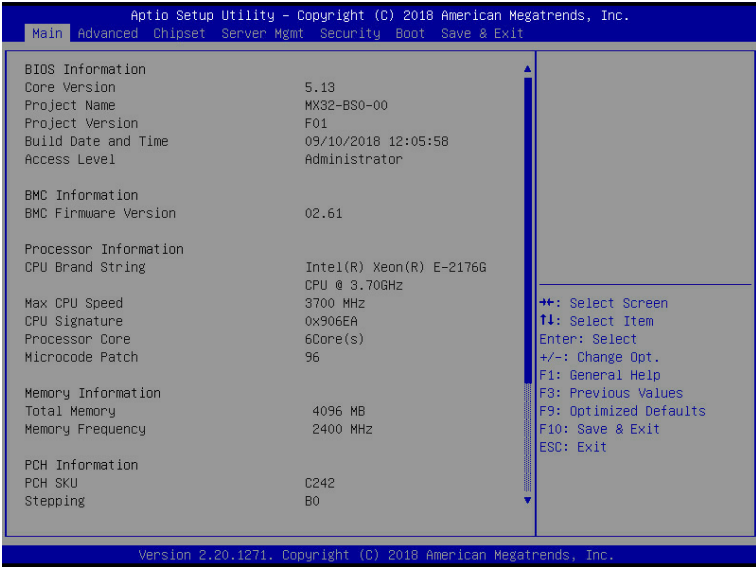 Aptio Setup Utility – Copyright (C) 2018 American Megatrends, Inc.
Main Advanced Chipset Server Mgmt Security Boot Save & Exit
BIOS Information
Core Version 5.13
Project Name MX32-BS0-00
Project Version F01
Build Date and Time 09/10/2018 12:05:58
Access Level Administrator
BMC Information
BMC Firmware Version 02.61
Processor Information
CPU Brand String Intel(R) Xeon(R) E-2176G
CPU @ 3.70GHz
Max CPU Speed 3700 MHz
CPU Signature 0x906EA
Processor Core 6Core(s)
Microcode Patch 96
Memory Information
Total Memory 4096 MB
Memory Frequency 2400 MHz
PCH Information
PCH SKU C242
Stepping B0
→←: Select Screen
↑↓: Select Item
Enter: Select
+/-: Change Opt.
F1: General Help
F3: Previous Values
F9: Optimized Defaults
F10: Save & Exit
ESC: Exit
Version 2.20.1271. Copyright (C) 2018 American Megatrends, Inc.